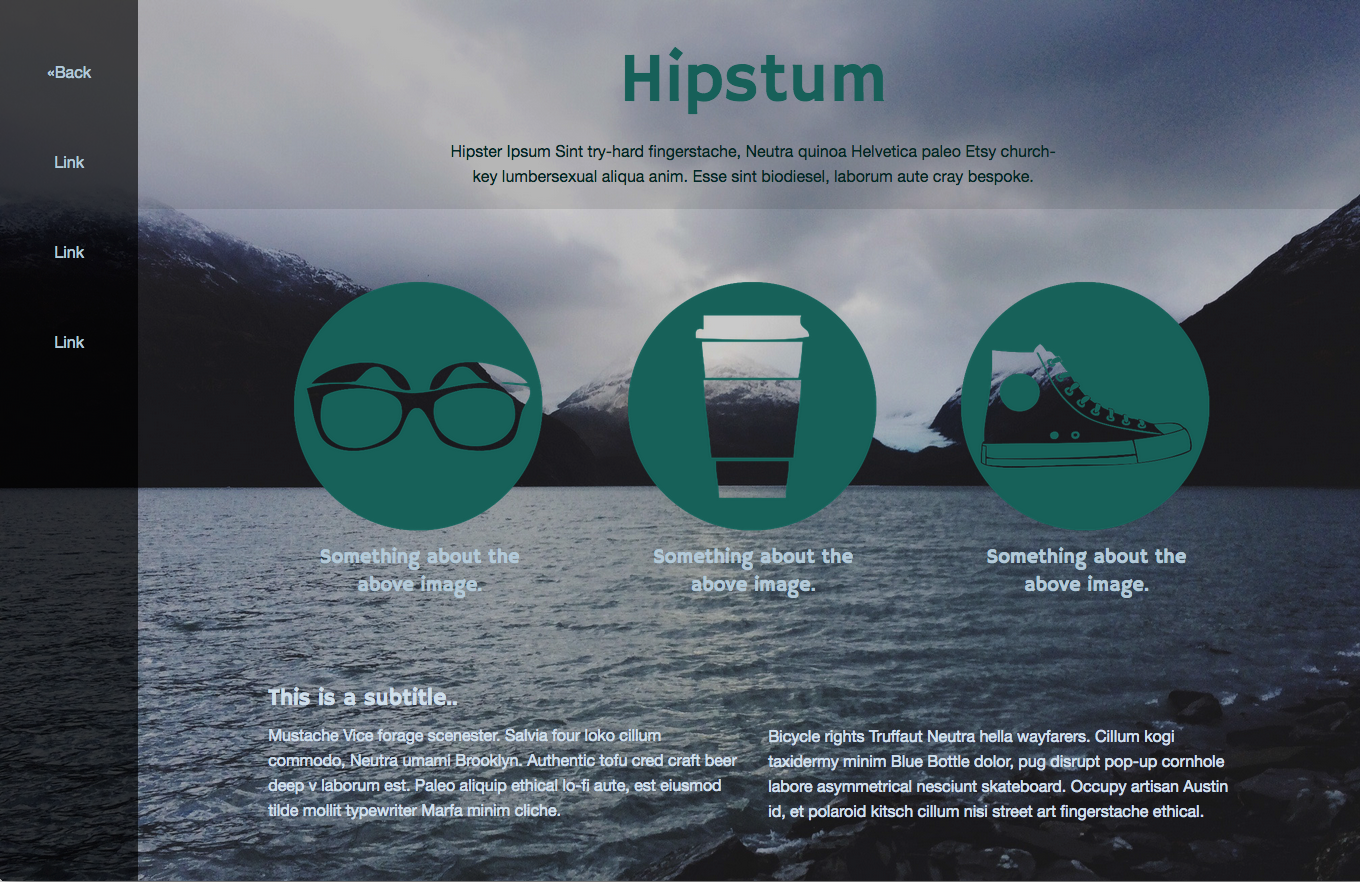 «Back
Link
Link
Link
Hipstum
Hipster Ipsum Sint try-hard fingerstache, Neutra quinoa Helvetica paleo Etsy church-
key lumbersexual aliqua anim. Esse sint biodiesel, laborum aute cray bespoke.
Something about the
above image.
Something about the
above image.
Something about the
above image.
This is a subtitle..
Mustache Vice forage scenester. Salvia four loko cillum
commodo, Neutra umami Brooklyn. Authentic tofu cred craft beer
deep v laborum est. Paleo aliquip ethical lo-fi aute, est eiusmod
tilde mollit typewriter Marfa minim cliche.
Bicycle rights Truffaut Neutra hella wayfarers. Cillum kogi
taxidermy minim Blue Bottle dolor, pug disrupt pop-up cornhole
labore asymmetrical nesciunt skateboard. Occupy artisan Austin
id, et polaroid kitsch cillum nisi street art fingerstache ethical.